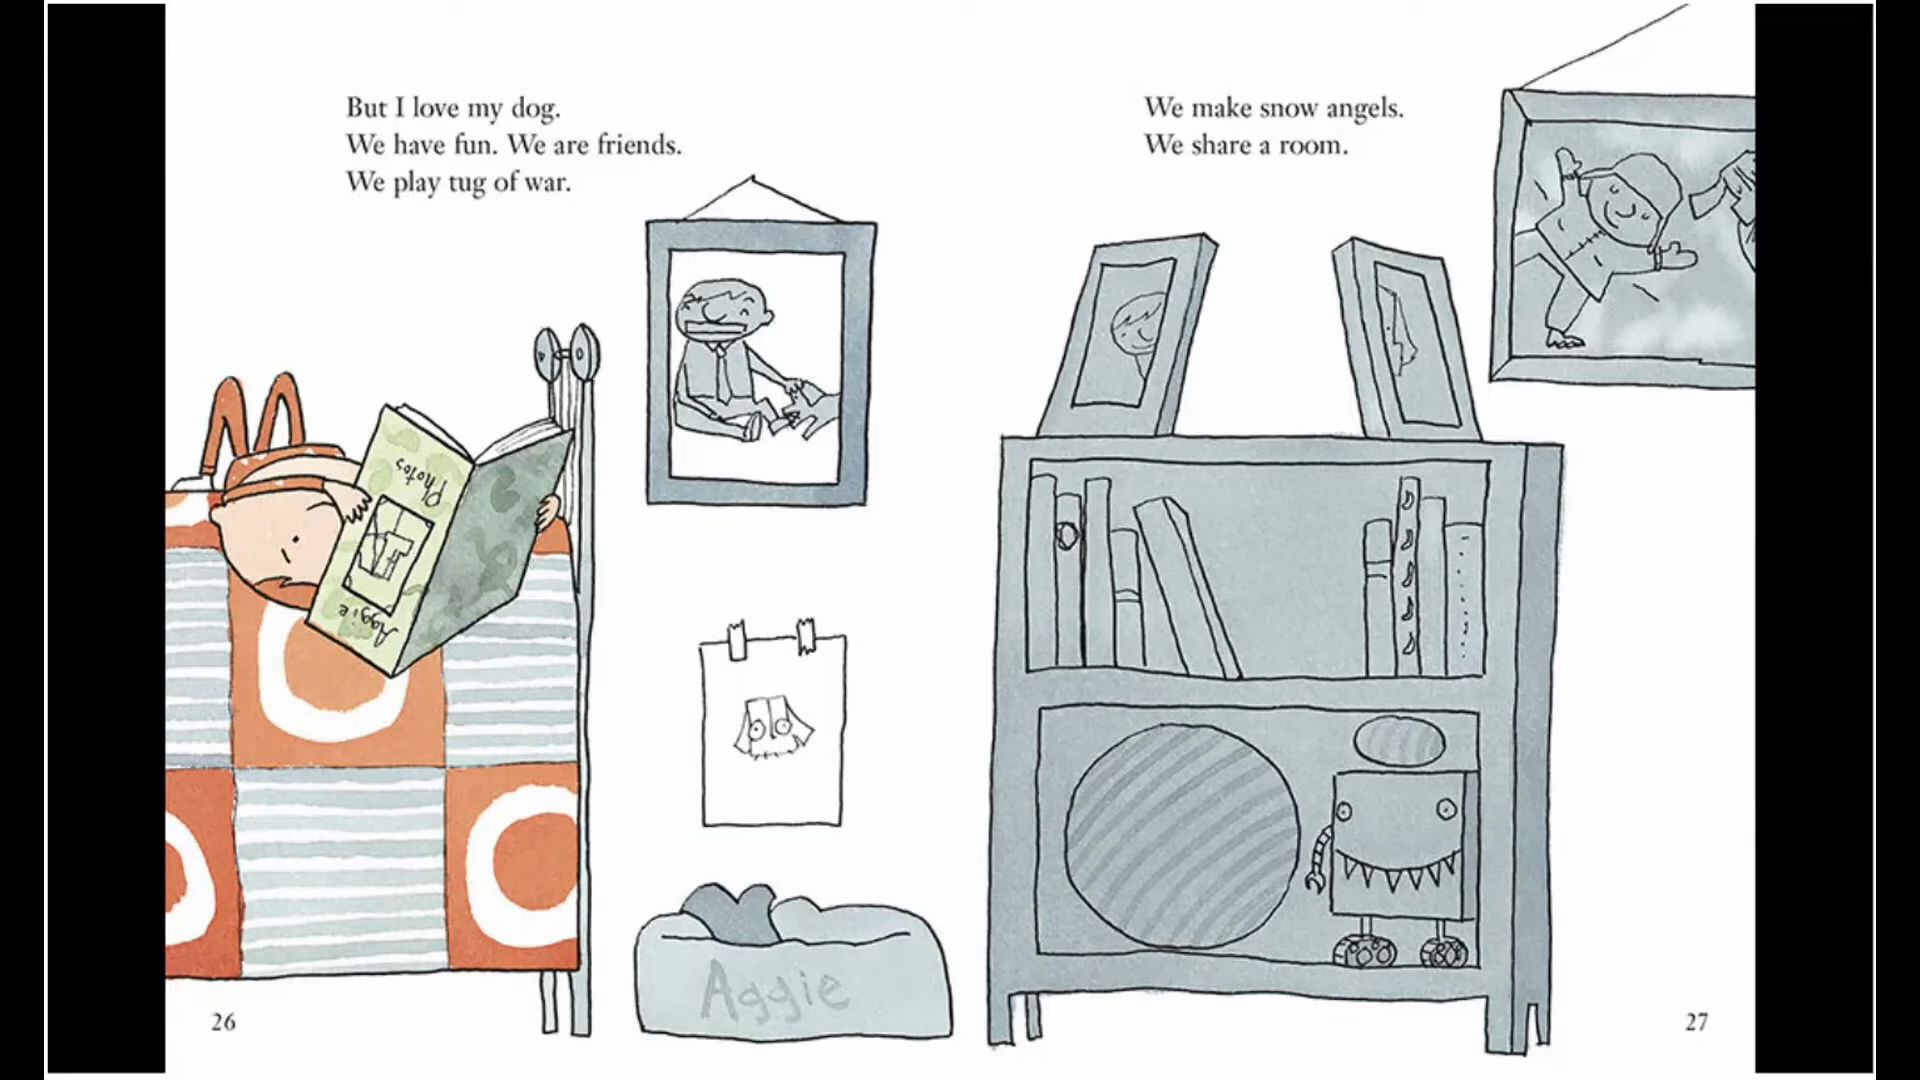 But I love my dog.
We have fun. We are friends.
We play tug of war.
We make snow angels.
We share a room.
Aggie
Photos
Aggie
26
27